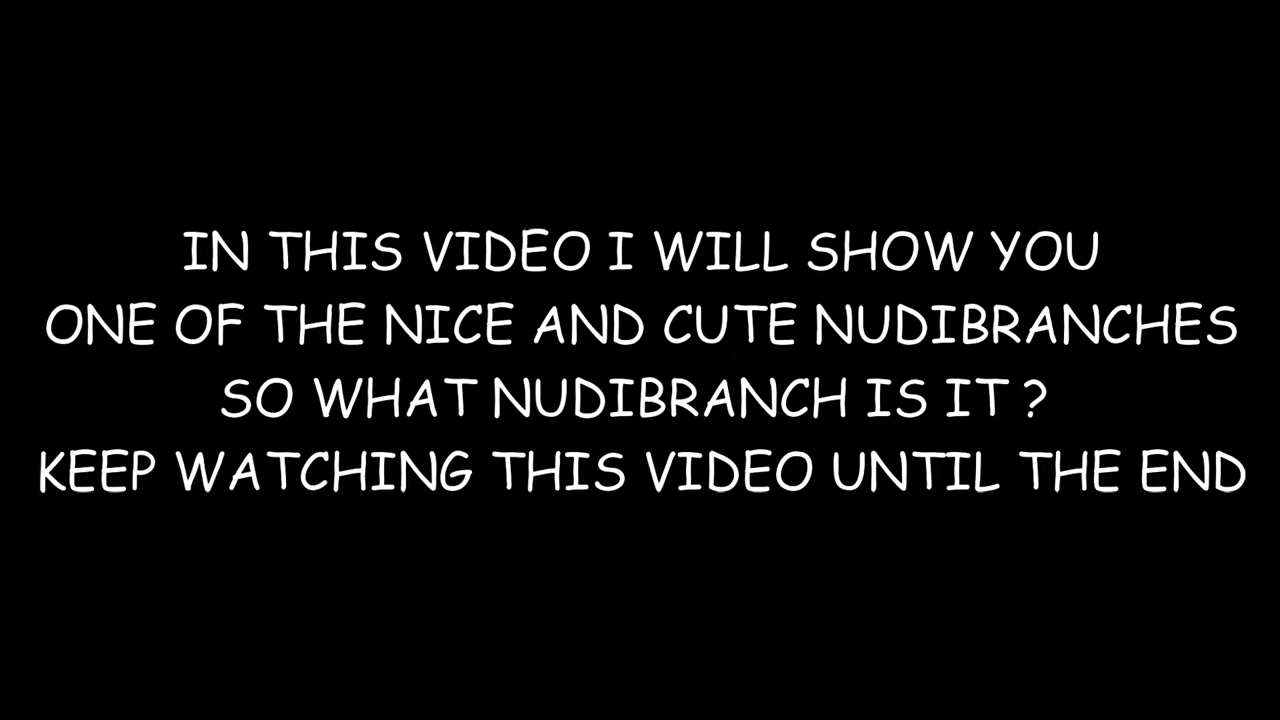 IN THIS VIDEO I WILL SHOW YOU
ONE OF THE NICE AND CUTE NUDIBRANCHES
SO WHAT NUDIBRANCH IS IT ?
KEEP WATCHING THIS VIDEO UNTIL THE END